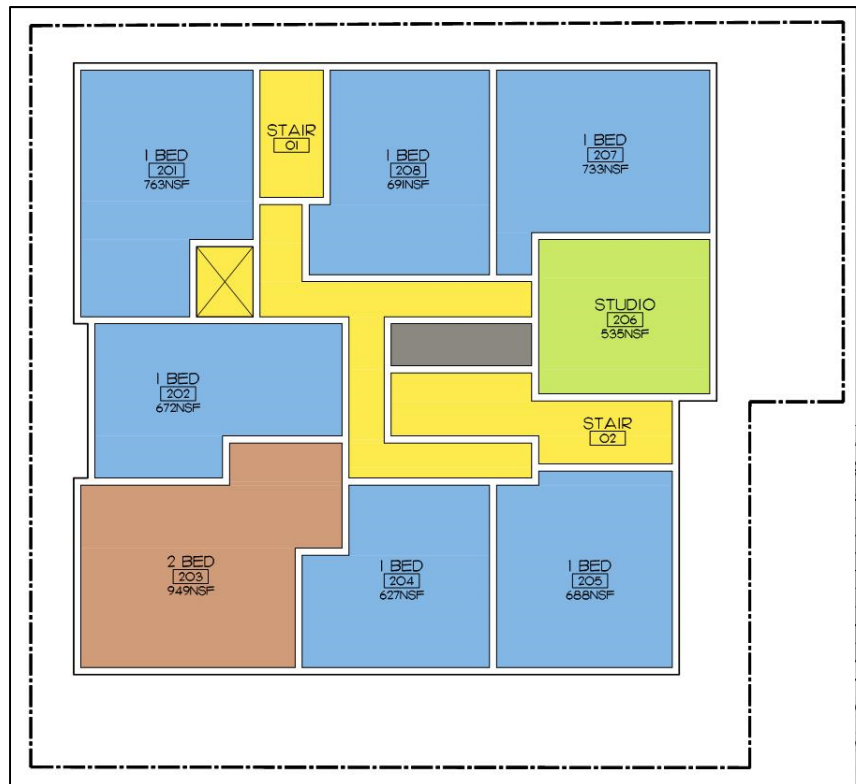 1 BED
201
763NSF
STAIR
01
1 BED
208
691NSF
1 BED
207
733NSF
STUDIO
206
535NSF
1 BED
202
672NSF
STAIR
02
2 BED
203
949NSF
1 BED
204
627NSF
1 BED
205
688NSF